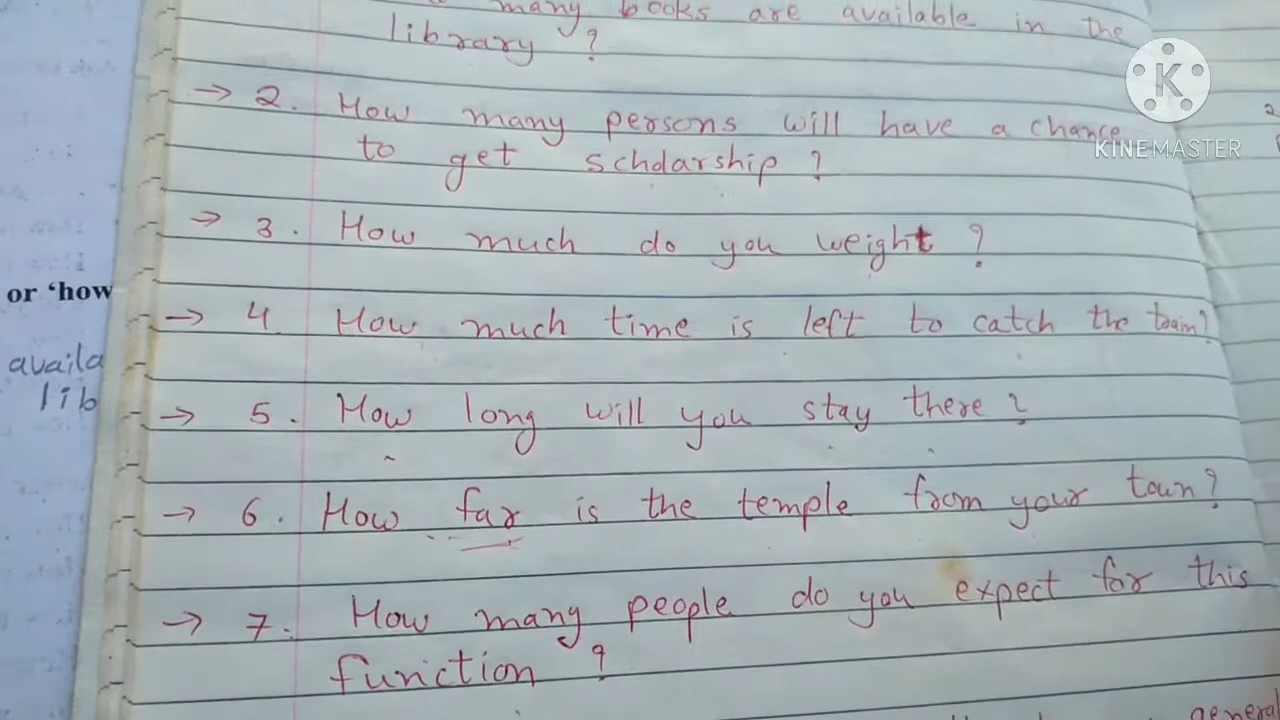 many books are available in the
library ?
→ 2. How many persons will have a chance
to get scholarship ?
KINEMASTER
→ 3. How much do you weight ?
→ 4. How much time is left to catch the train?
or ‘how
availa
lib
→ 5. How long will you stay there ?
→ 6. How far is the temple from your town?
→ 7. How many people do you expect for this
function ?
general